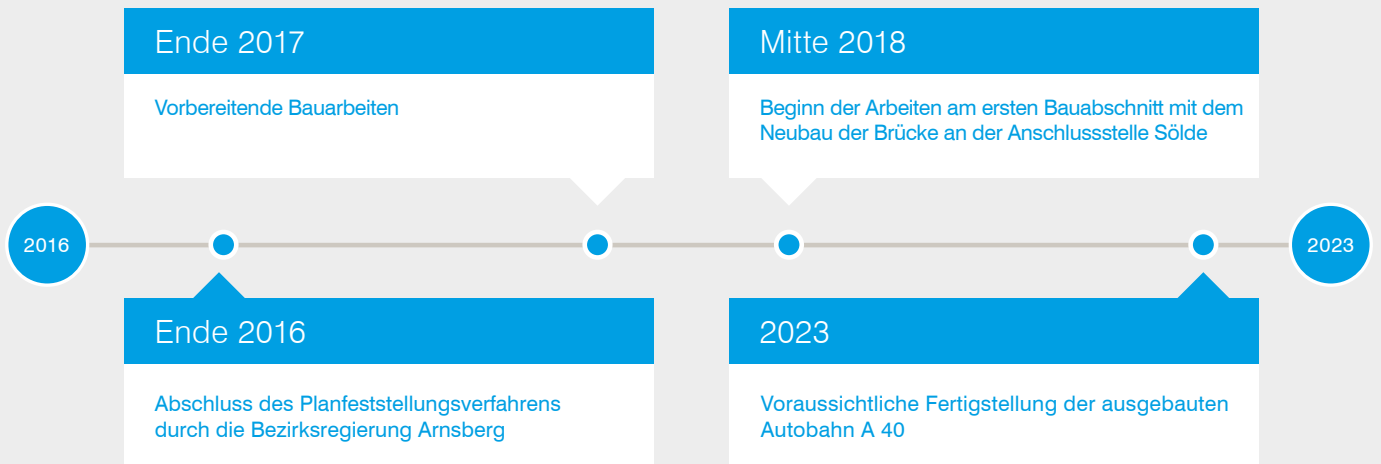 Ende 2017
Vorbereitende Bauarbeiten
Mitte 2018
Beginn der Arbeiten am ersten Bauabschnitt mit dem
Neubau der Brücke an der Anschlussstelle Sölde
2016
2023
Ende 2016
Abschluss des Planfeststellungsverfahrens
durch die Bezirksregierung Arnsberg
2023
Voraussichtliche Fertigstellung der ausgebauten
Autobahn A 40